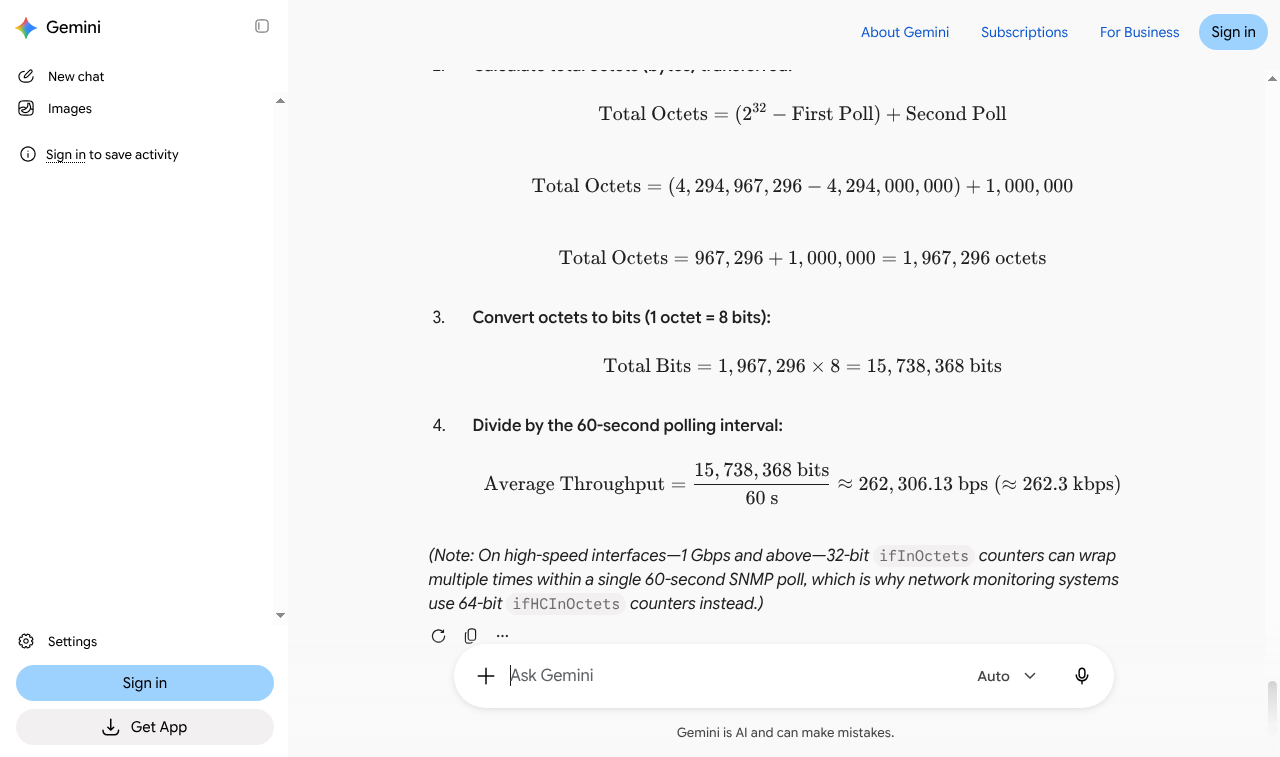 Gemini
New chat
Images
Sign in to save activity
Settings
Sign in
Get App
About Gemini
Subscriptions
For Business
Sign in
2. Calculate total octets (bytes) transferred:
Total Octets = (2^32 − First Poll) + Second Poll
Total Octets = (4,294,967,296 − 4,294,000,000) + 1,000,000
Total Octets = 967,296 + 1,000,000 = 1,967,296 octets
3. Convert octets to bits (1 octet = 8 bits):
Total Bits = 1,967,296 × 8 = 15,738,368 bits
4. Divide by the 60-second polling interval:
Average Throughput = 15,738,368 bits / 60 s ≈ 262,306.13 bps (≈ 262.3 kbps)
(Note: On high-speed interfaces—1 Gbps and above—32-bit ifInOctets counters can wrap
multiple times within a single 60-second SNMP poll, which is why network monitoring systems
use 64-bit ifHCInOctets counters instead.)
Ask Gemini
Auto
Gemini is AI and can make mistakes.